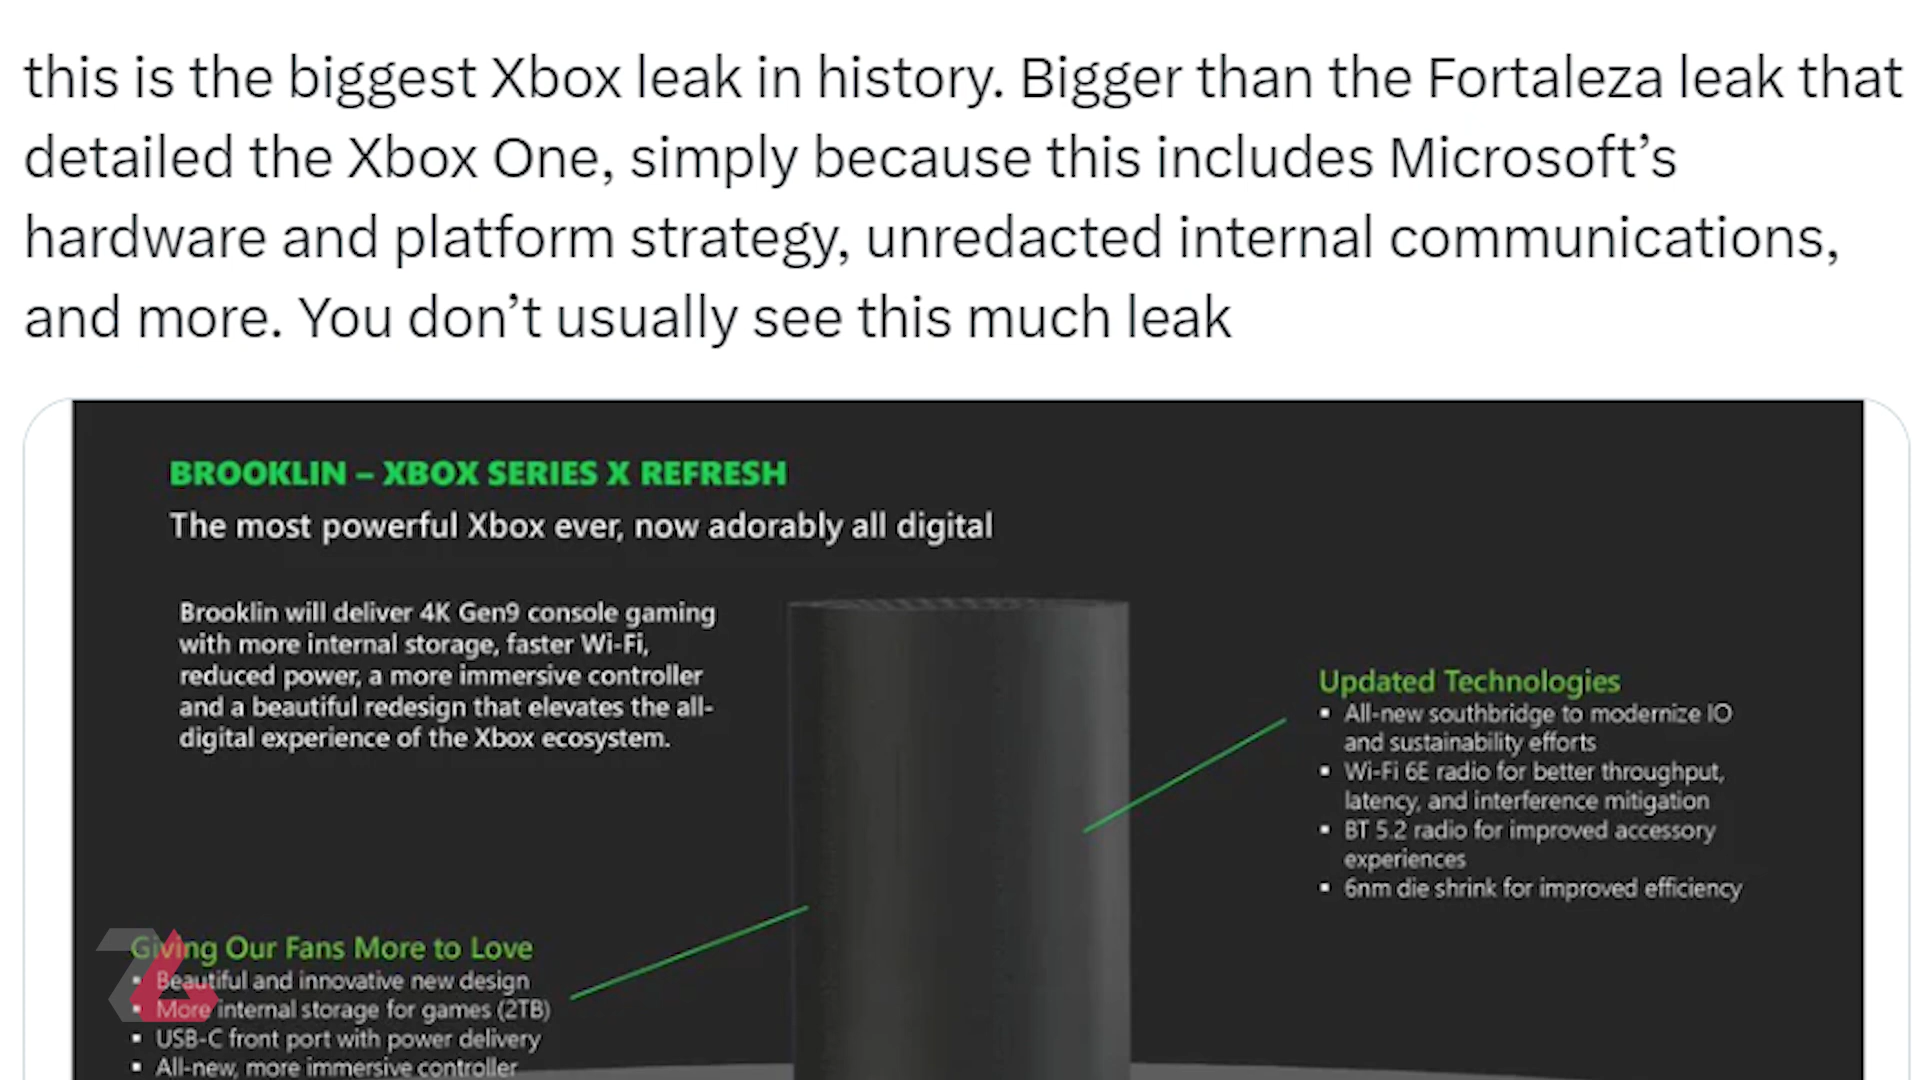 this is the biggest Xbox leak in history. Bigger than the Fortaleza leak that
detailed the Xbox One, simply because this includes Microsoft’s
hardware and platform strategy, unredacted internal communications,
and more. You don’t usually see this much leak
BROOKLIN – XBOX SERIES X REFRESH
The most powerful Xbox ever, now adorably all digital
Brooklin will deliver 4K Gen9 console gaming
with more internal storage, faster Wi-Fi,
reduced power, a more immersive controller
and a beautiful redesign that elevates the all-
digital experience of the Xbox ecosystem.
Updated Technologies
▪ All-new southbridge to modernize IO
and sustainability efforts
▪ Wi-Fi 6E radio for better throughput,
latency, and interference mitigation
▪ BT 5.2 radio for improved accessory
experiences
▪ 6nm die shrink for improved efficiency
Giving Our Fans More to Love
▪ Beautiful and innovative new design
▪ More internal storage for games (2TB)
▪ USB-C front port with power delivery
▪ All-new, more immersive controller